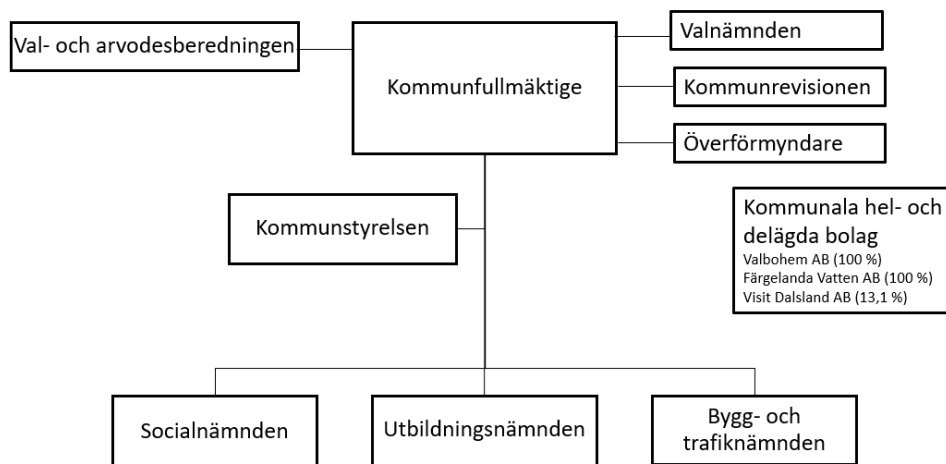 Val- och arvodesberedningen
Kommunfullmäktige
Valnämnden
Kommunrevisionen
Överförmyndare
Kommunstyrelsen
Kommunala hel- och
delägda bolag
Valbohem AB (100 %)
Färgelanda Vatten AB (100 %)
Visit Dalsland AB (13,1 %)
Socialnämnden
Utbildningsnämnden
Bygg- och
trafiknämnden